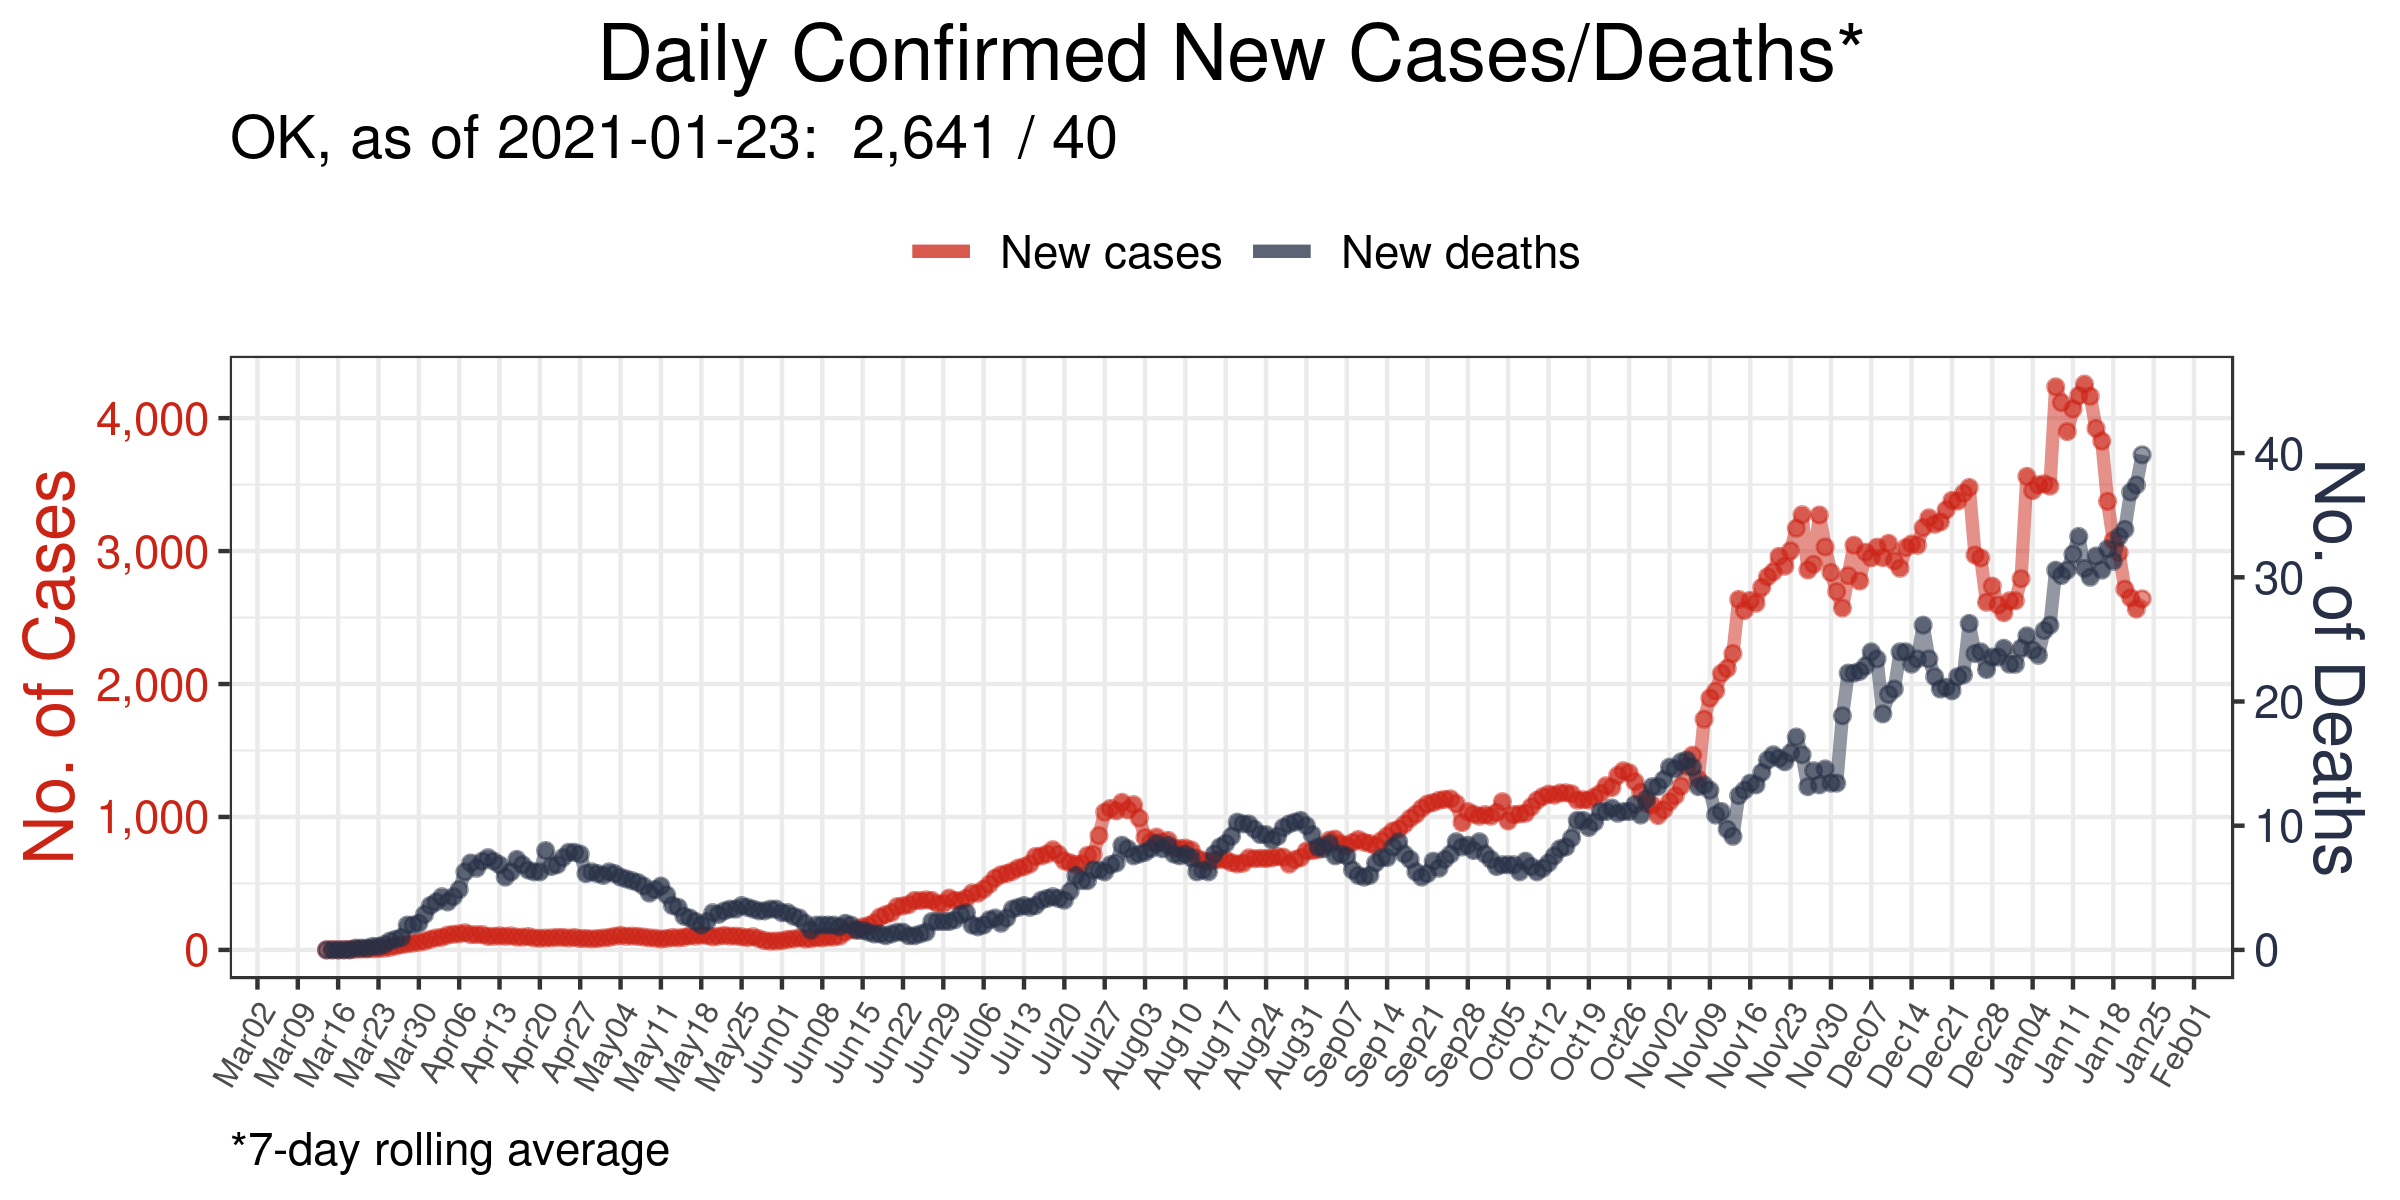 Daily Confirmed New Cases/Deaths*
OK, as of 2021-01-23:  2,641 / 40
New cases New deaths
No. of Cases
4,000
3,000
2,000
1,000
0
40
30
20
10
0
No. of Deaths
Mar02 Mar09 Mar16 Mar23 Mar30 Apr06 Apr13 Apr20 Apr27 May04 May11 May18 May25 Jun01 Jun08 Jun15 Jun22 Jun29 Jul06 Jul13 Jul20 Jul27 Aug03 Aug10 Aug17 Aug24 Aug31 Sep07 Sep14 Sep21 Sep28 Oct05 Oct12 Oct19 Oct26 Nov02 Nov09 Nov16 Nov23 Nov30 Dec07 Dec14 Dec21 Dec28 Jan04 Jan11 Jan18 Jan25 Feb01
*7-day rolling average